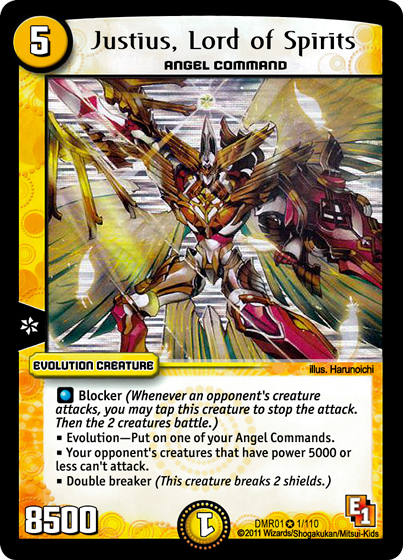 5
Justius, Lord of Spirits
ANGEL COMMAND
EVOLUTION CREATURE
illus. Harunoichi
Blocker (Whenever an opponent's creature
attacks, you may tap this creature to stop the attack.
Then the 2 creatures battle.)
▪ Evolution—Put on one of your Angel Commands.
▪ Your opponent's creatures that have power 5000 or
less can't attack.
▪ Double breaker (This creature breaks 2 shields.)
8500
1
DMR01 ✪ 1/110
©2011 Wizards/Shogakukan/Mitsui-Kids
E1